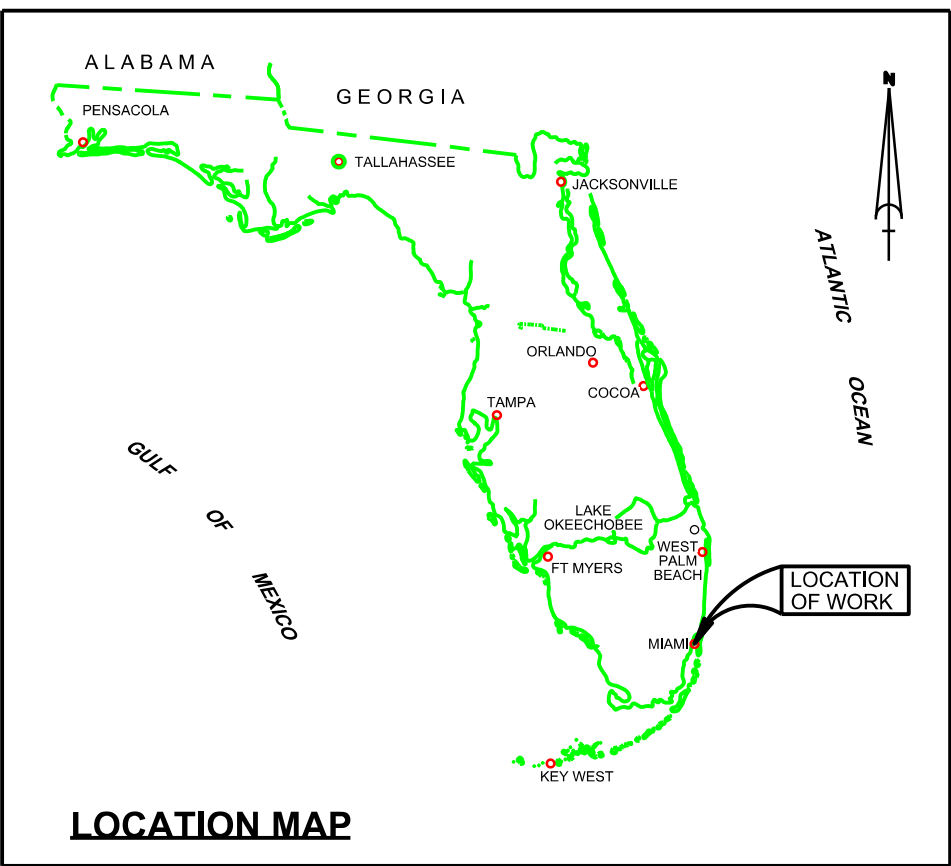 ALABAMA
GEORGIA
N
PENSACOLA
TALLAHASSEE
JACKSONVILLE
ATLANTIC
OCEAN
ORLANDO
COCOA
TAMPA
GULF
OF
MEXICO
LAKE
OKEECHOBEE
FT MYERS
WEST
PALM
BEACH
LOCATION
OF WORK
MIAMI
KEY WEST
LOCATION MAP